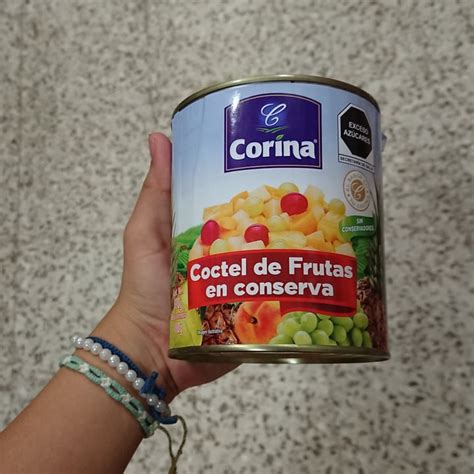 C
Corina
EXCESO
AZÚCARES
SIN
CONSERVADORES
Coctel de Frutas
en conserva